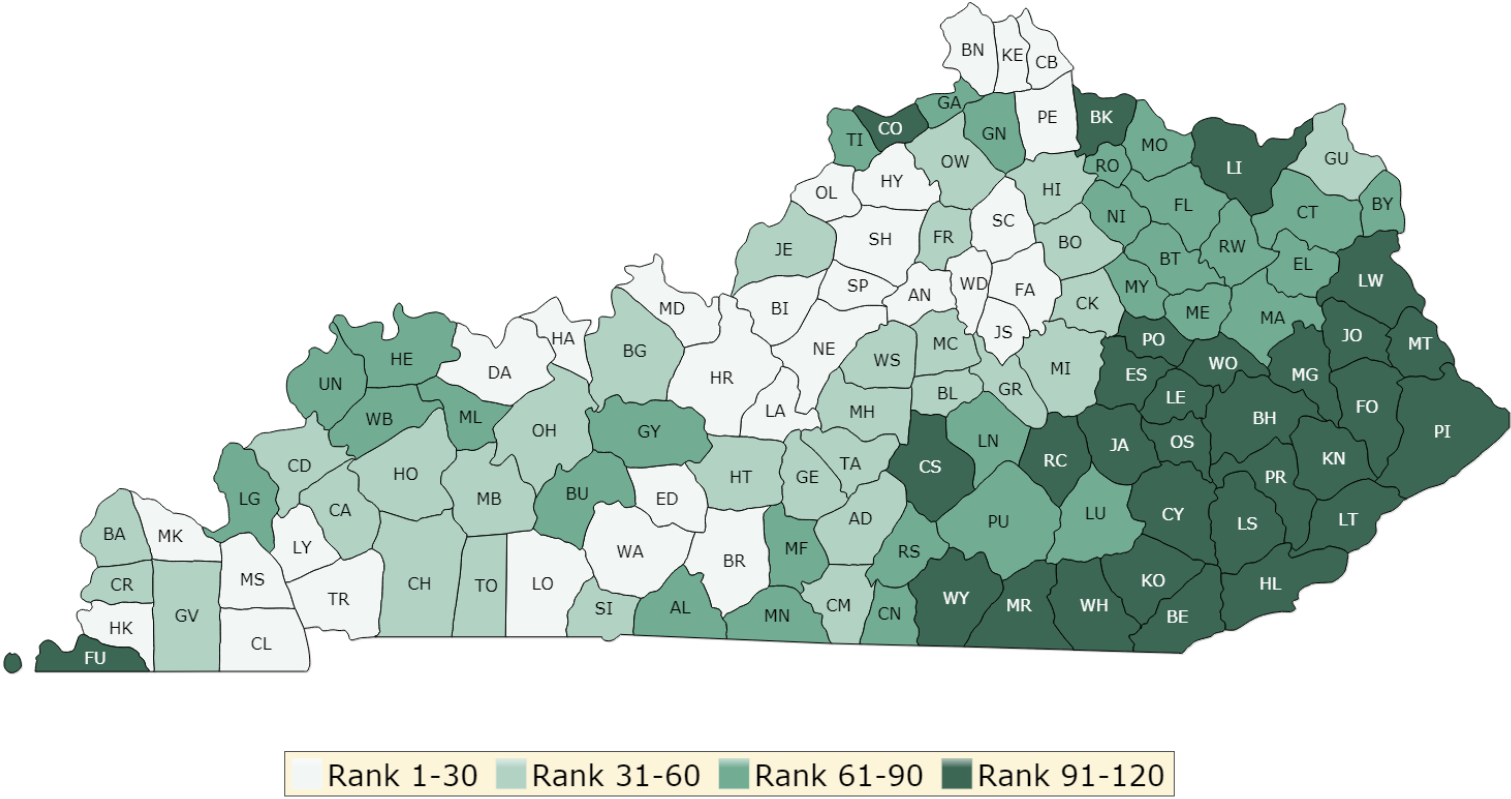 BN KE CB
GA PE BK
CO TI GN MO
OW RO LI GU
HY HI
OL NI FL CT BY
SC
JE SH FR BO RW
BT EL
SP AN WD FA MY LW
MD BI CK ME MA
HA JS JO MT
NE MC PO
BG WS WO
HE DA HR GR MI ES MG
UN BL LE
WB ML LA MH BH FO
OH GY LN JA OS PI
CD TA CS RC KN
HO HT GE PR
LG MB BU ED
CA AD PU LU CY LS LT
BA MK
LY WA MF RS
BR
CR MS CH TO LO KO HL
TR SI AL CM WY MR WH
GV MN CN BE
HK
CL
FU
Rank 1-30 Rank 31-60 Rank 61-90 Rank 91-120